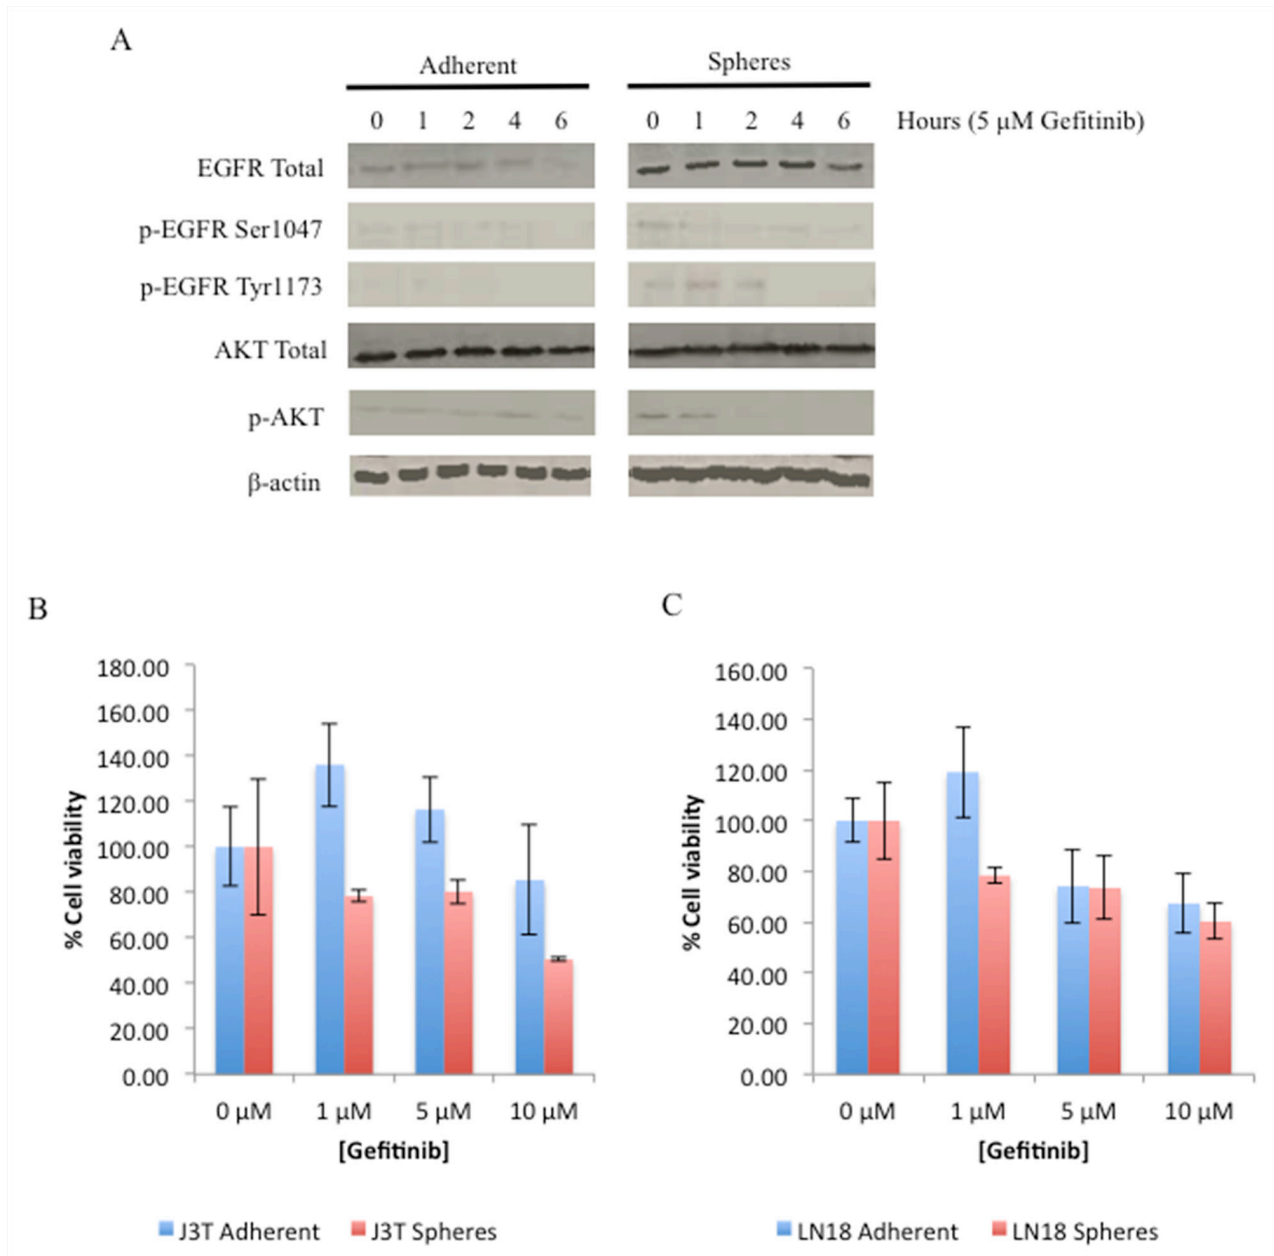 A
Adherent Spheres
0 1 2 4 6 0 1 2 4 6 Hours (5 μM Gefitinib)
EGFR Total
p-EGFR Ser1047
p-EGFR Tyr1173
AKT Total
p-AKT
β-actin
B
180.00
160.00
140.00
120.00
100.00
80.00
60.00
40.00
20.00
0.00
% Cell viability
0 μM 1 μM 5 μM 10 μM
[Gefitinib]
J3T Adherent J3T Spheres
C
160.00
140.00
120.00
100.00
80.00
60.00
40.00
20.00
0.00
% Cell viability
0 μM 1 μM 5 μM 10 μM
[Gefitinib]
LN18 Adherent LN18 Spheres